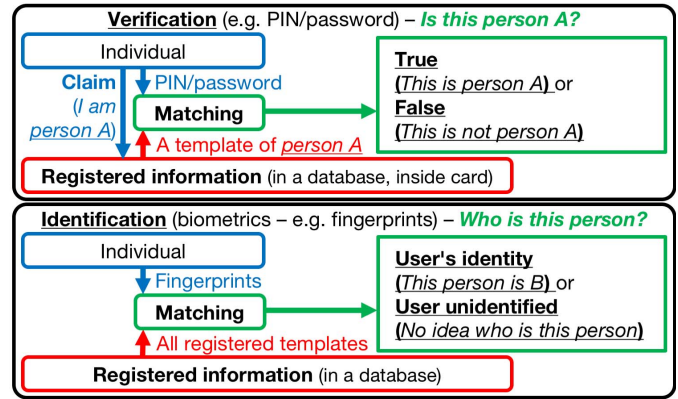 Verification (e.g. PIN/password) – Is this person A?
Individual
Claim
(I am
person A)
PIN/password
Matching
A template of person A
Registered information (in a database, inside card)
True
(This is person A) or
False
(This is not person A)
Identification (biometrics – e.g. fingerprints) – Who is this person?
Individual
Fingerprints
Matching
All registered templates
Registered information (in a database)
User's identity
(This person is B) or
User unidentified
(No idea who is this person)